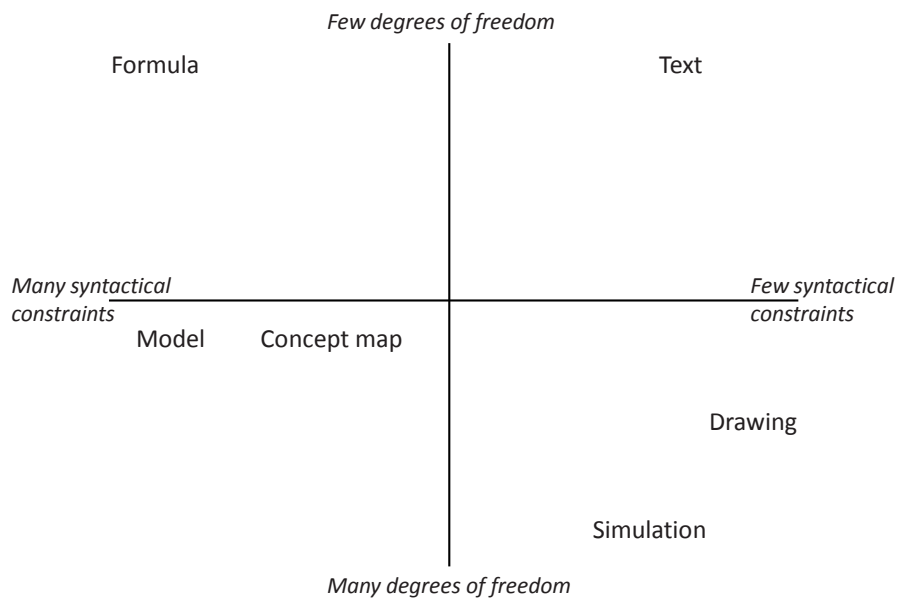 Few degrees of freedom
Formula
Text
Many syntactical
constraints
Few syntactical
constraints
Model
Concept map
Drawing
Simulation
Many degrees of freedom